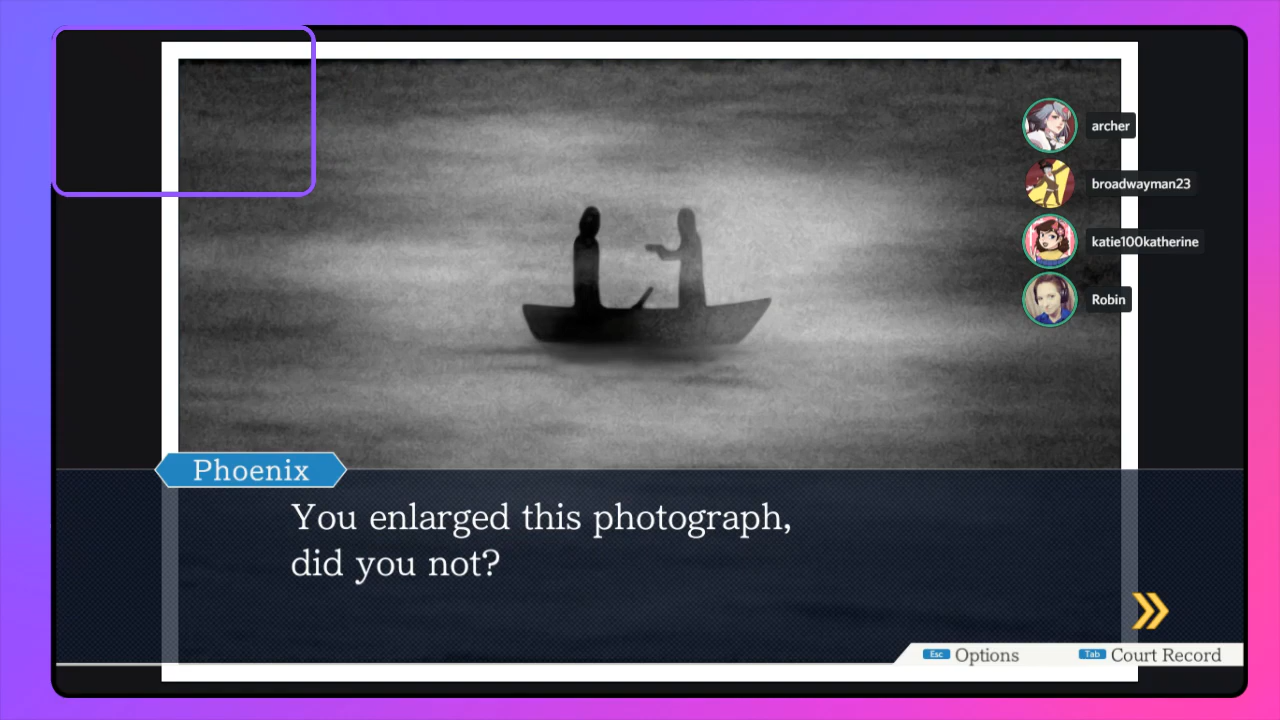 archer
broadwayman23
katie100katherine
Robin
Phoenix
You enlarged this photograph,
did you not?
Esc Options Tab Court Record